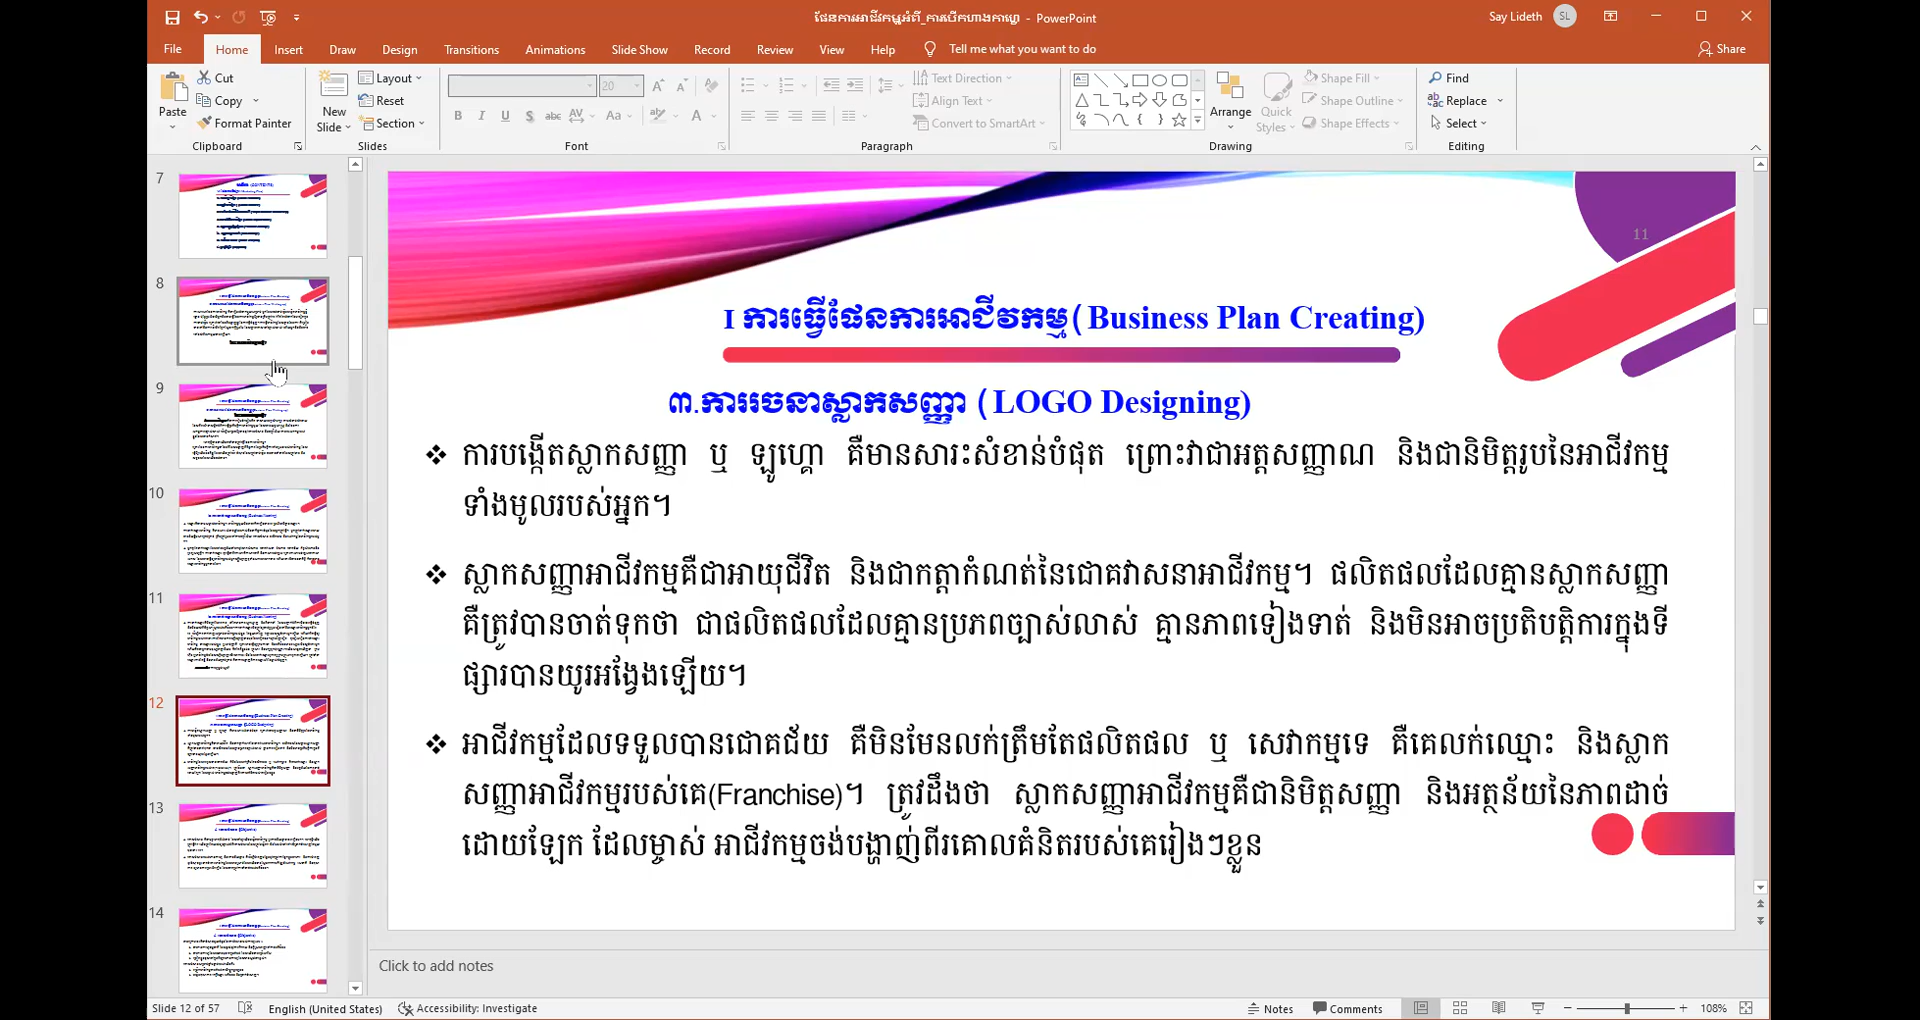 ផែនការអាជីវកម្មអំពី_ការបើកហាងកាហ្វេ - PowerPoint
Say Lideth
SL
File Home Insert Draw Design Transitions Animations Slide Show Record Review View Help Tell me what you want to do
Share
Paste
Cut
Copy
Format Painter
Clipboard
New Slide
Layout
Reset
Section
Slides
20
Font
Text Direction
Align Text
Convert to SmartArt
Paragraph
Arrange
Quick Styles
Shape Fill
Shape Outline
Shape Effects
Drawing
Find
Replace
Select
Editing
7
8
9
10
11
12
13
14
11
I ការធ្វើផែនការអាជីវកម្ម(Business Plan Creating)
៣.ការរចនាស្លាកសញ្ញា (LOGO Designing)
❖ ការបង្កើតស្លាកសញ្ញា ឬ ឡូហ្គោ គឺមានសារះសំខាន់បំផុត ព្រោះវាជាអត្តសញ្ញាណ និងជានិមិត្តរូបនៃអាជីវកម្ម
ទាំងមូលរបស់អ្នក។
❖ ស្លាកសញ្ញាអាជីវកម្មគឺជាអាយុជីវិត និងជាកត្តាកំណត់នៃជោគវាសនាអាជីវកម្ម។ ផលិតផលដែលគ្មានស្លាកសញ្ញា
គឺត្រូវបានចាត់ទុកថា ជាផលិតផលដែលគ្មានប្រភពច្បាស់លាស់ គ្មានភាពទៀងទាត់ និងមិនអាចប្រតិបត្តិការក្នុងទី
ផ្សារបានយូរអង្វែងឡើយ។
❖ អាជីវកម្មដែលទទួលបានជោគជ័យ គឺមិនមែនលក់ត្រឹមតែផលិតផល ឬ សេវាកម្មទេ គឺគេលក់ឈ្មោះ និងស្លាក
សញ្ញាអាជីវកម្មរបស់គេ(Franchise)។ ត្រូវដឹងថា ស្លាកសញ្ញាអាជីវកម្មគឺជានិមិត្តសញ្ញា និងអត្ថន័យនៃភាពដាច់
ដោយឡែក ដែលម្ចាស់ អាជីវកម្មចង់បង្ហាញពីរគោលគំនិតរបស់គេរៀងៗខ្លួន
Click to add notes
Slide 12 of 57
English (United States)
Accessibility: Investigate
Notes
Comments
108%